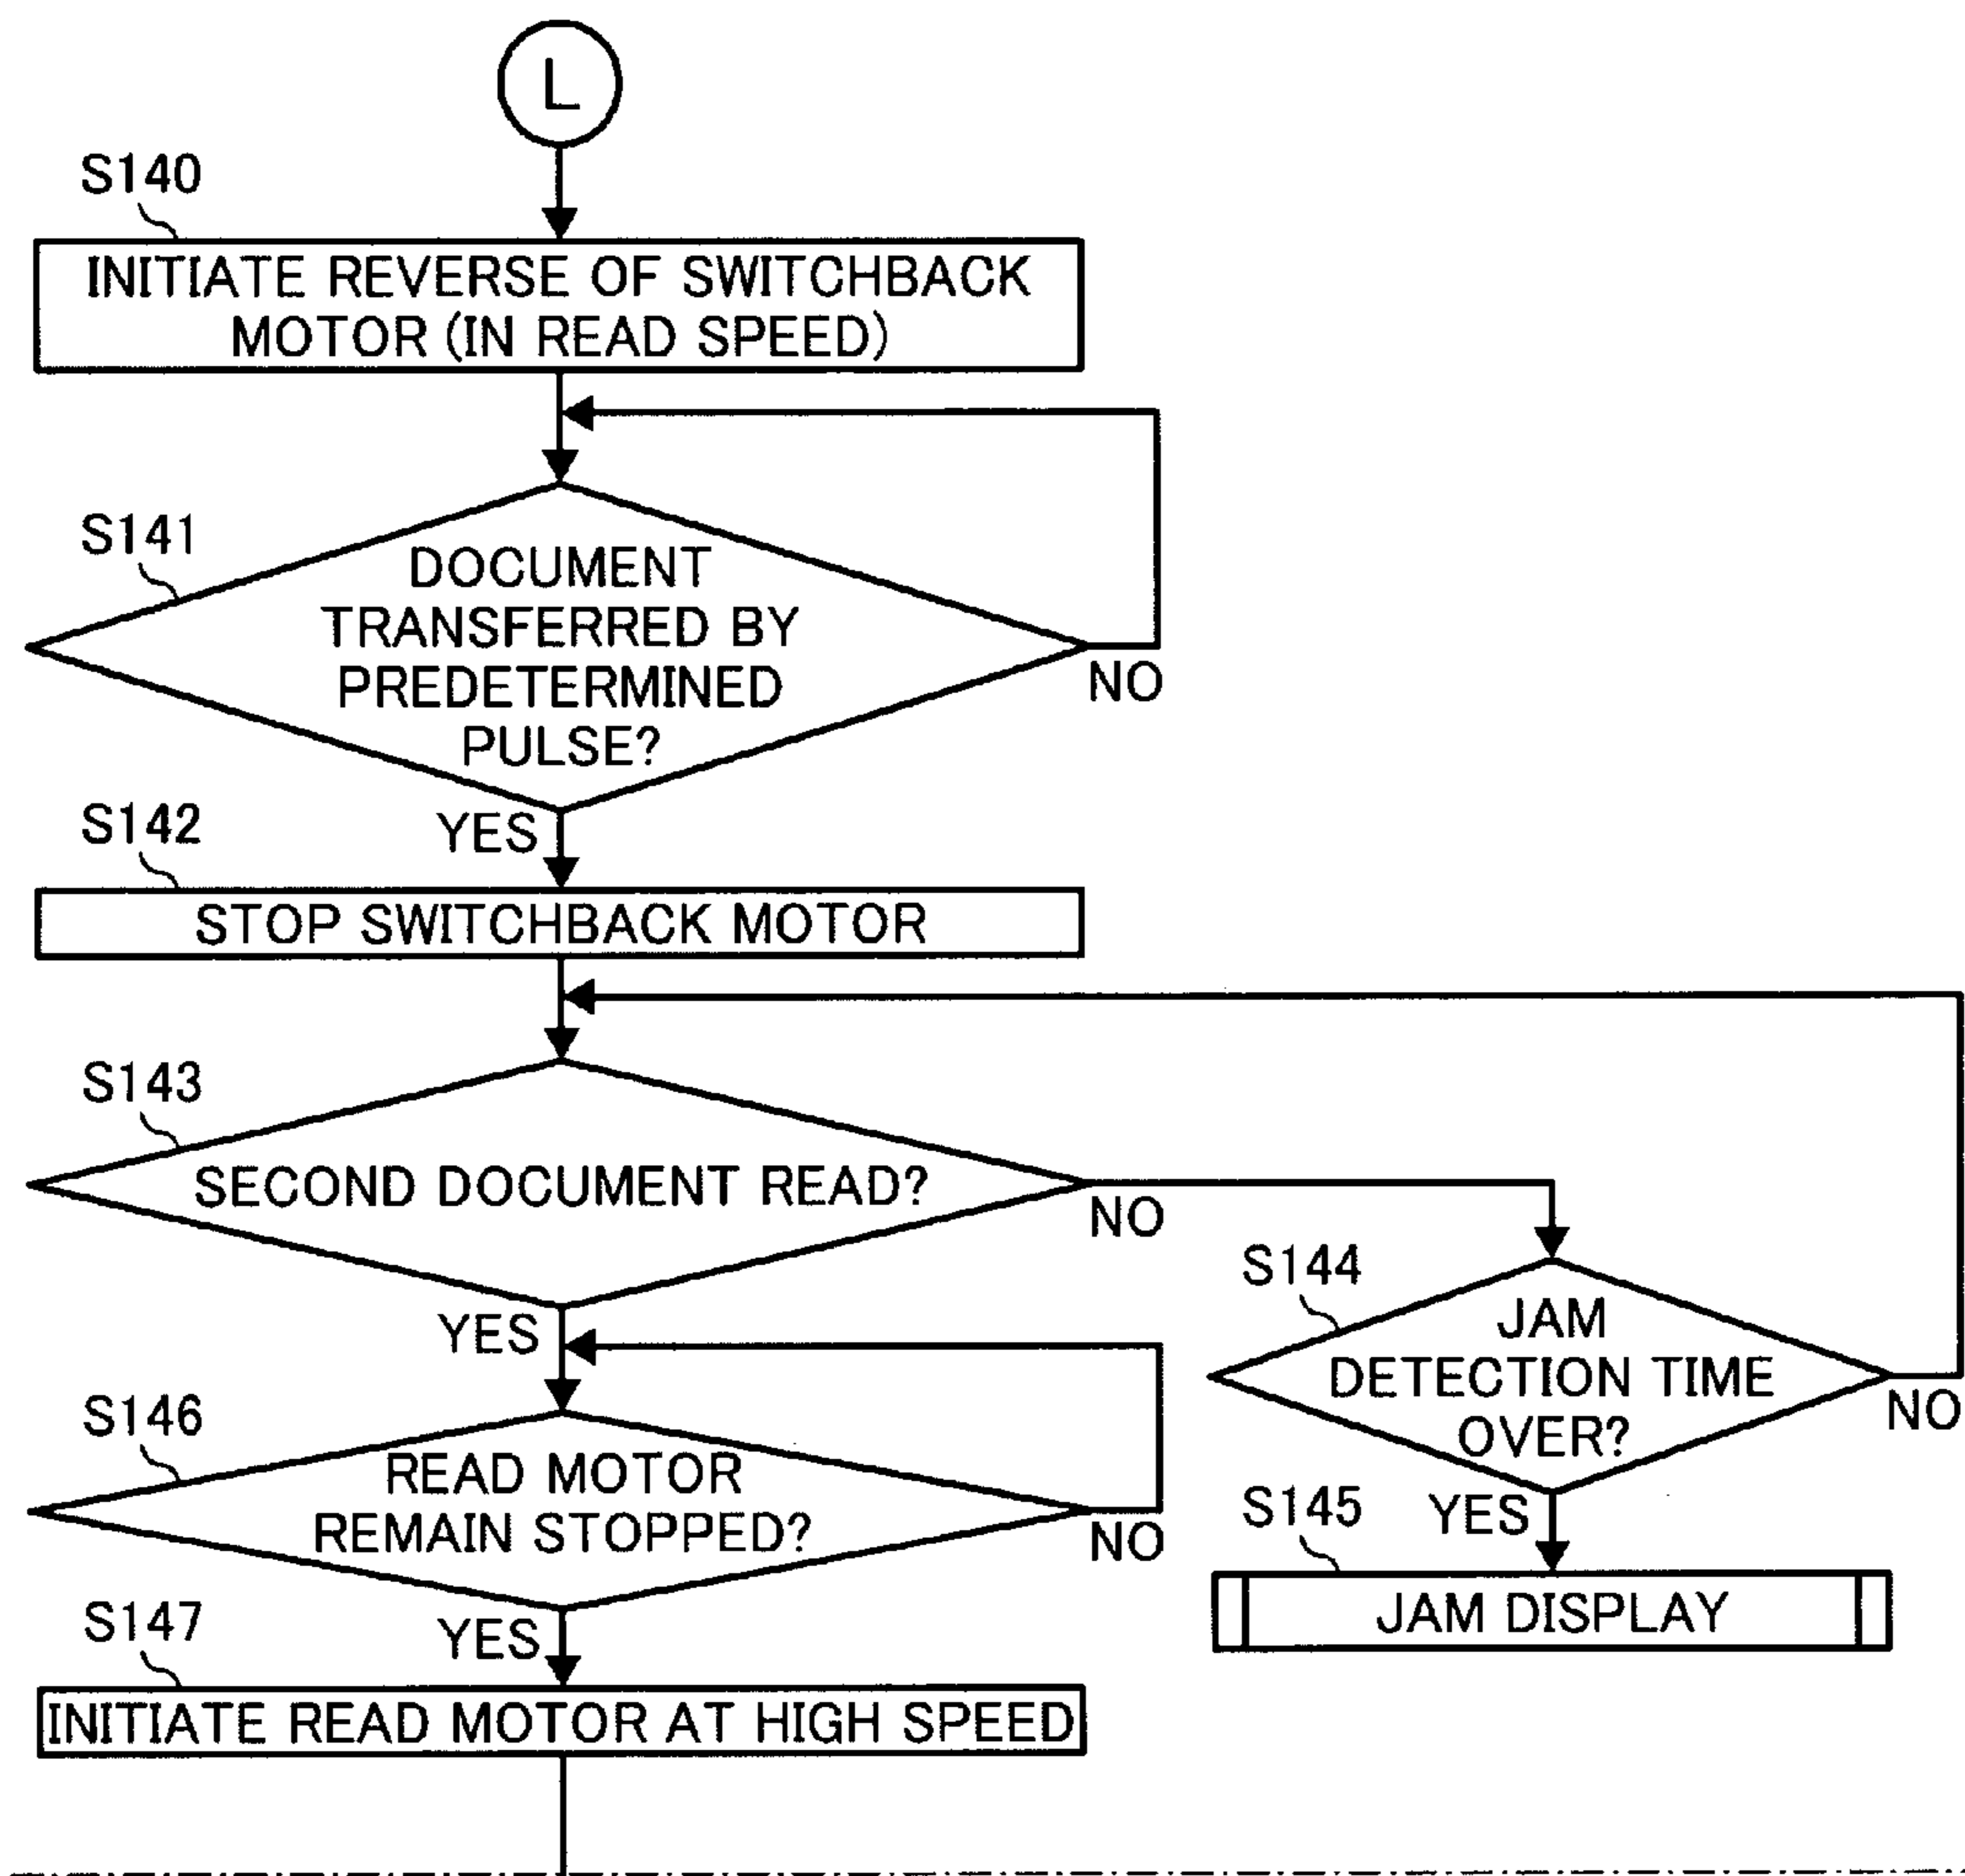 L
S140
INITIATE REVERSE OF SWITCHBACK
MOTOR (IN READ SPEED)
S141
DOCUMENT
TRANSFERRED BY
PREDETERMINED
PULSE?
NO
YES
S142
STOP SWITCHBACK MOTOR
S143
SECOND DOCUMENT READ?
NO
YES
S144
JAM
DETECTION TIME
OVER?
NO
YES
S145
JAM DISPLAY
S146
READ MOTOR
REMAIN STOPPED?
NO
YES
S147
INITIATE READ MOTOR AT HIGH SPEED